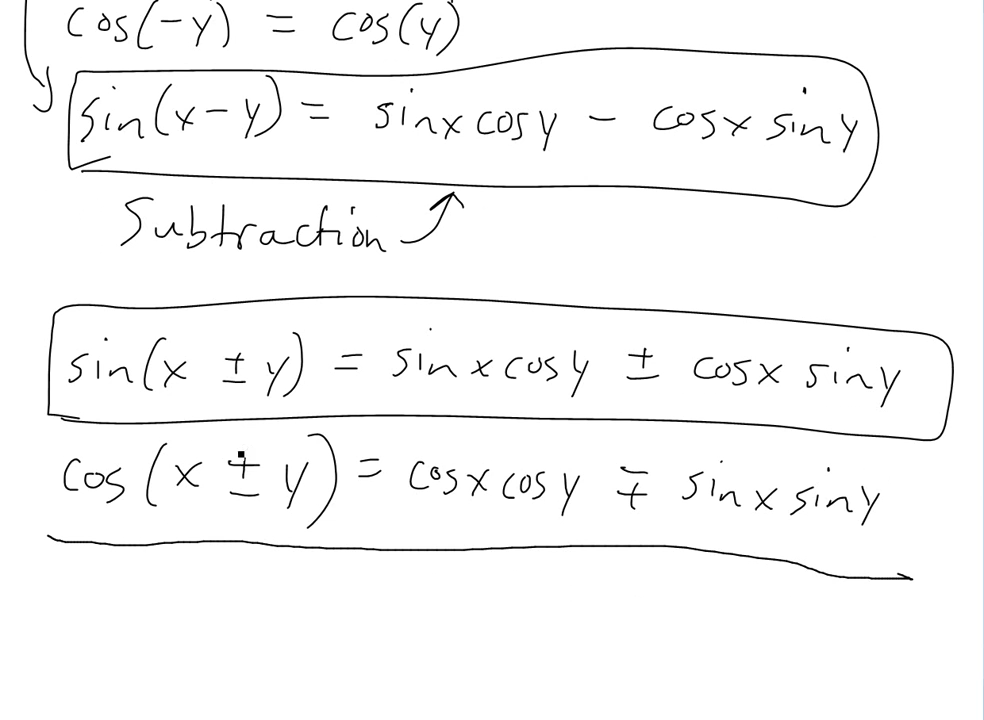 cos(-y) = cos(y)
sin(x-y) = sinx cosy - cosx siny
Subtraction
sin(x ± y) = sinx cosy ± cosx siny
cos(x ± y) = cosx cosy ∓ sinx siny